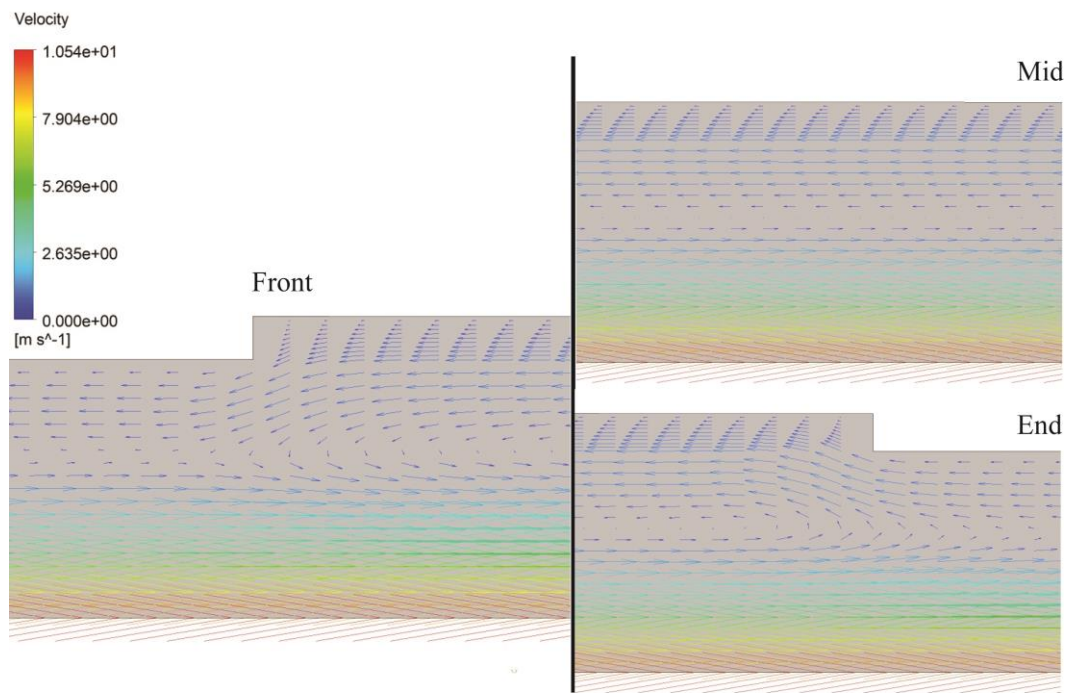 Velocity
1.054e+01
7.904e+00
5.269e+00
2.635e+00
0.000e+00
[m s^-1]
Front
Mid
End